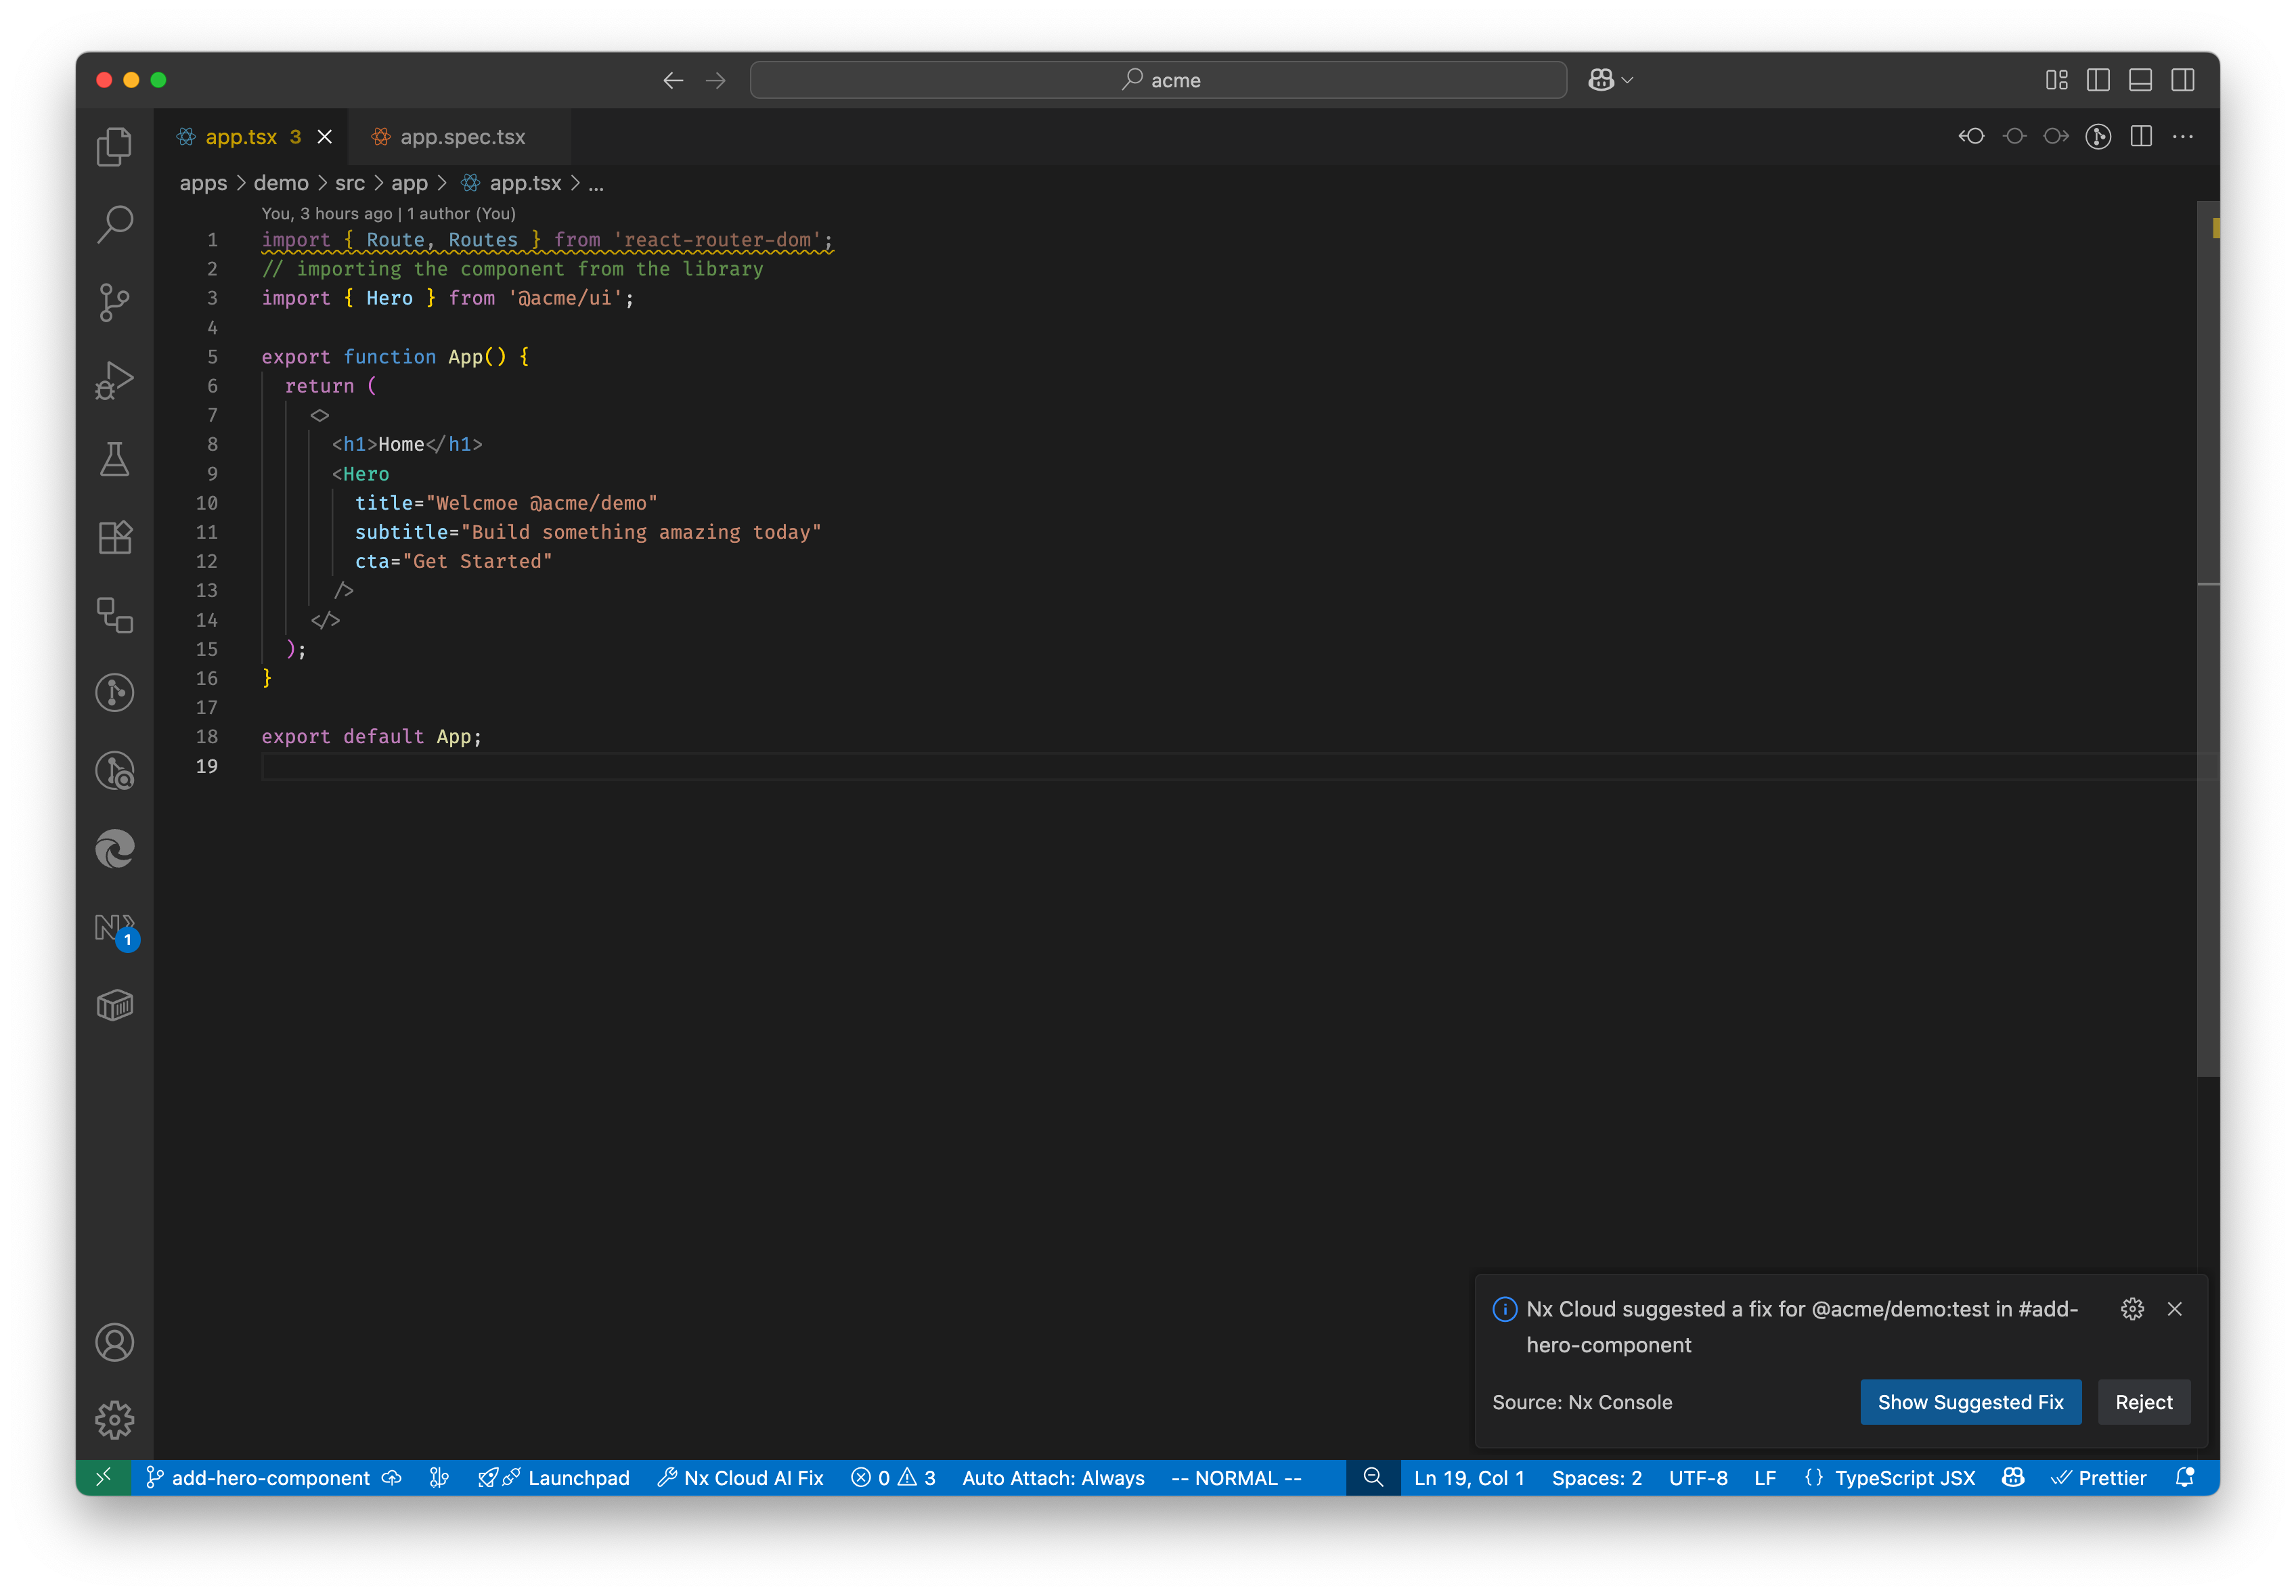 acme
app.tsx 3
app.spec.tsx
apps > demo > src > app > app.tsx > ...
You, 3 hours ago | 1 author (You)
1 import { Route, Routes } from 'react-router-dom';
2 // importing the component from the library
3 import { Hero } from '@acme/ui';
4
5 export function App() {
6 return (
7 <>
8 <h1>Home</h1>
9 <Hero
10 title="Welcmoe @acme/demo"
11 subtitle="Build something amazing today"
12 cta="Get Started"
13 />
14 </>
15 );
16 }
17
18 export default App;
19
1
Nx Cloud suggested a fix for @acme/demo:test in #add-
hero-component
Source: Nx Console
Show Suggested Fix
Reject
add-hero-component Launchpad Nx Cloud AI Fix 0 3 Auto Attach: Always -- NORMAL -- Ln 19, Col 1 Spaces: 2 UTF-8 LF {} TypeScript JSX Prettier